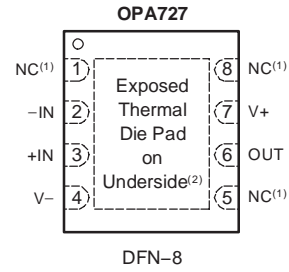 OPA727
NC(1) 1 8 NC(1)
−IN 2 7 V+
+IN 3 6 OUT
V− 4 5 NC(1)
Exposed
Thermal
Die Pad
on
Underside(2)
DFN−8